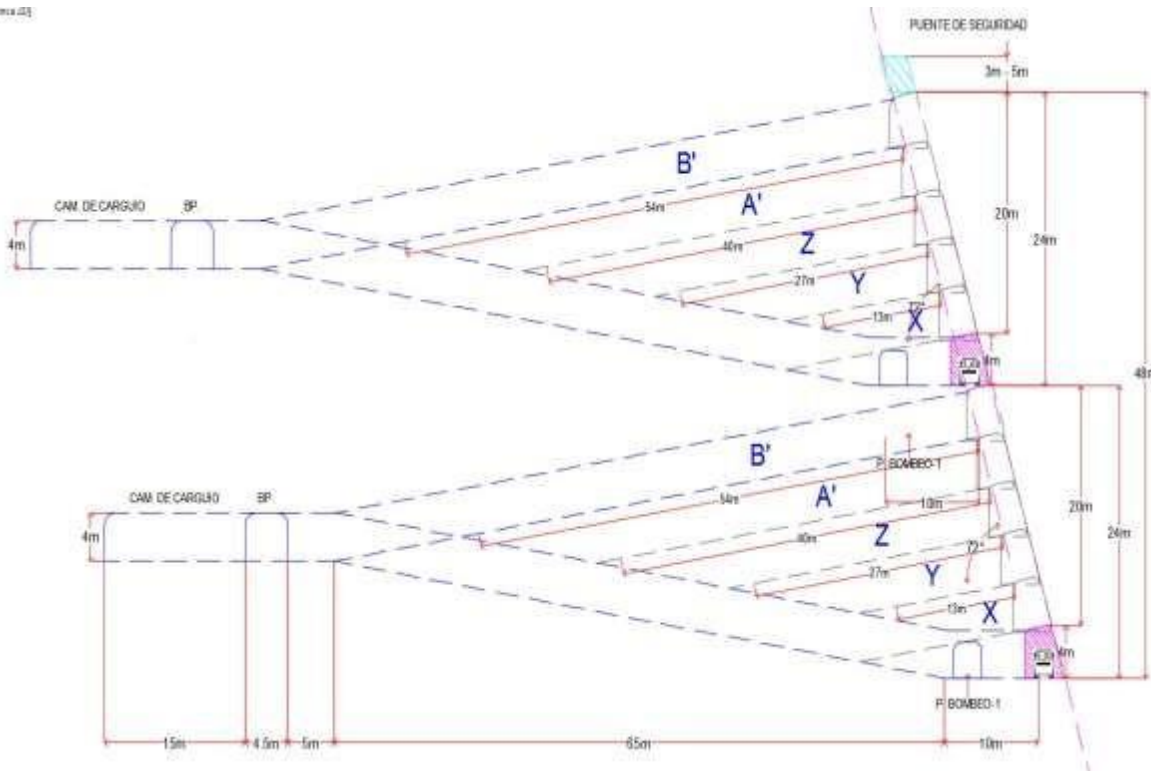 PUENTE DE SEGURIDAD
3m - 5m
B'
CAM. DE CARGUIO
BP
54m
A'
20m
4m
40m
24m
Z
27m
Y
13m
X
4m
48m
B'
P. BOMBEO-1
CAM. DE CARGUIO
BP
54m
A'
10m
20m
4m
40m
24m
Z
72°
27m
Y
13m
X
4m
P. BOMBEO-1
15m
4.5m
5m
65m
10m